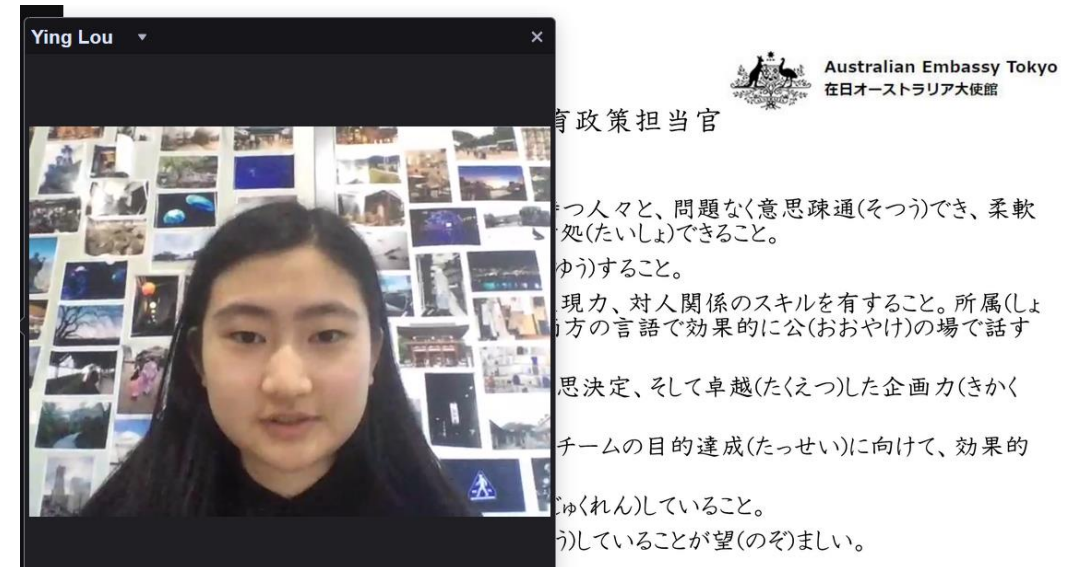 Ying Lou
Australian Embassy Tokyo
在日オーストラリア大使館
育政策担当官
つ人々と、問題なく意思疎通(そつう)でき、柔軟
処(たいしょ)できること。
ゆう)すること。
現力、対人関係のスキルを有すること。所属(しょ
方の言語で効果的に公(おおやけ)の場で話す
思決定、そして卓越(たくえつ)した企画力(きかく
チームの目的達成(たっせい)に向けて、効果的
じゅくれん)していること。
う)していることが望(のぞ)ましい。